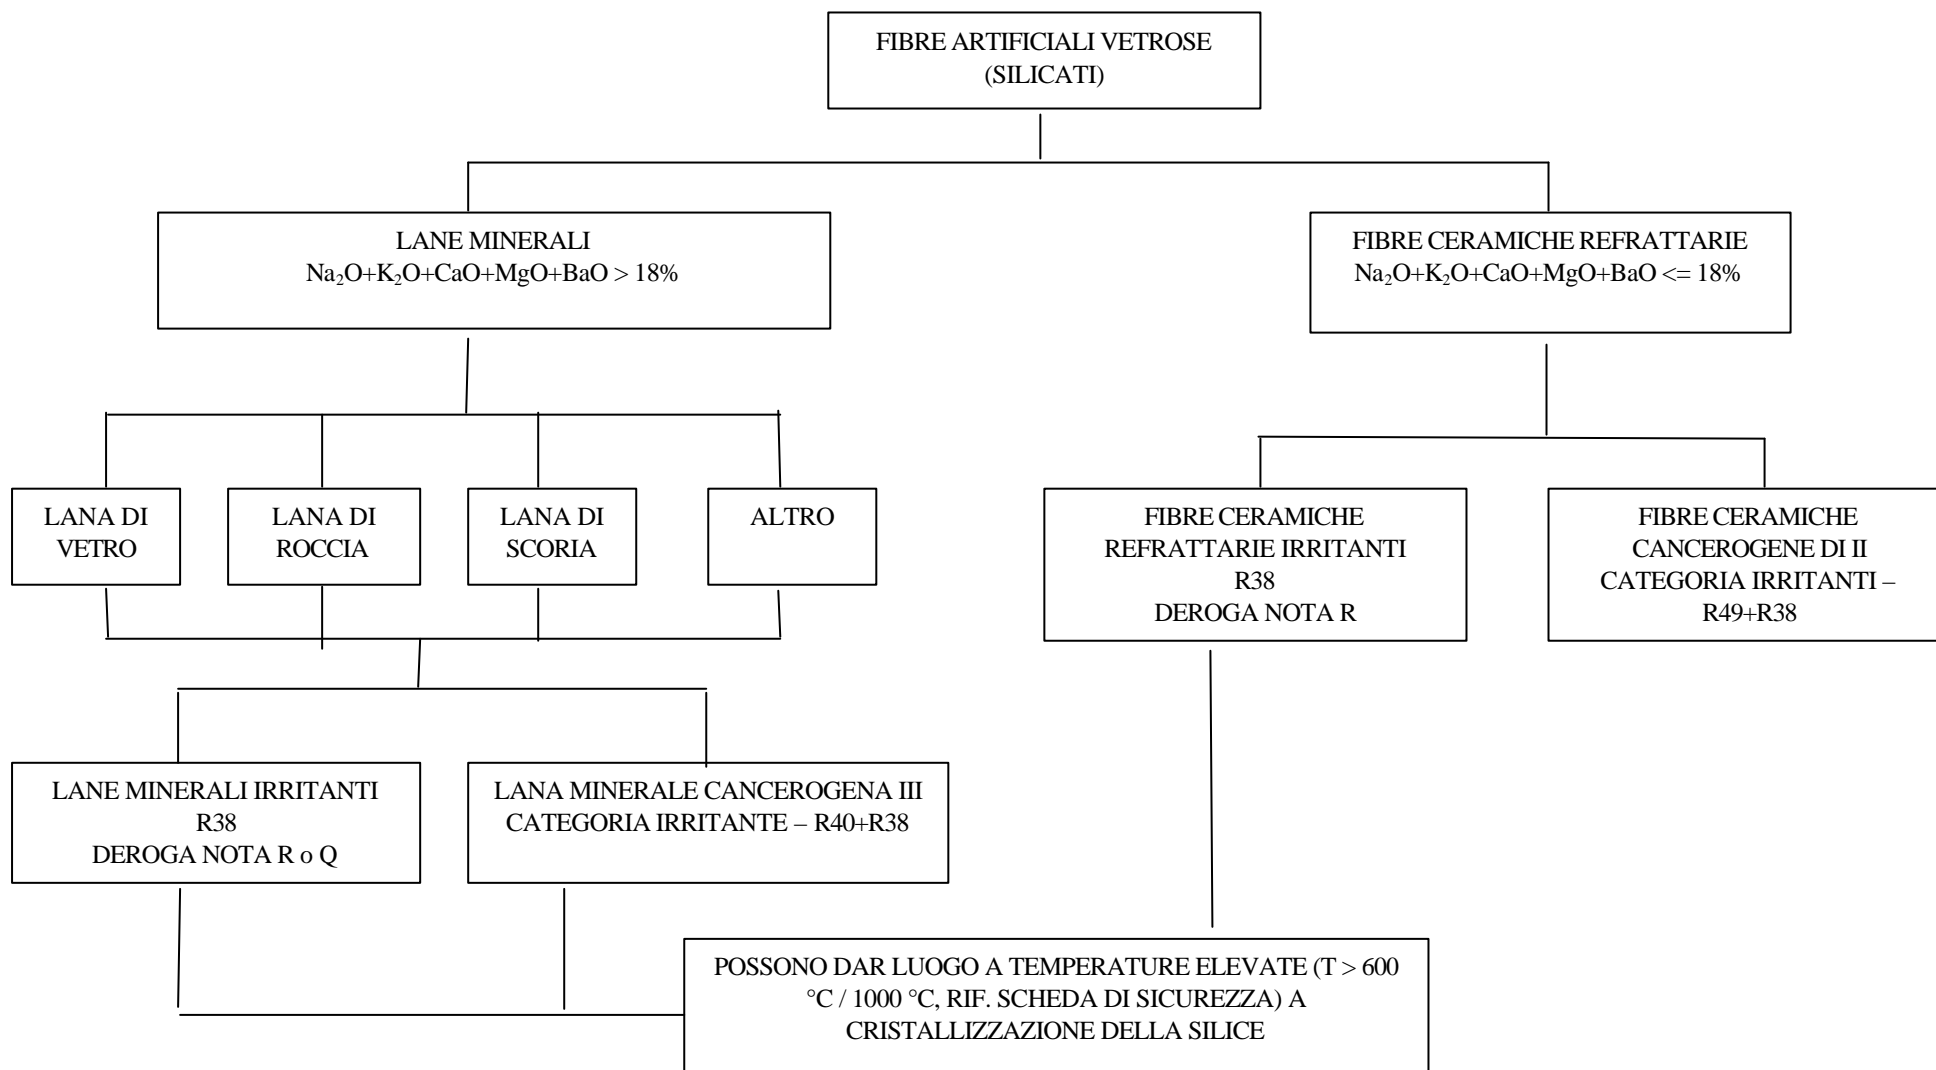 FIBRE ARTIFICIALI VETROSE
(SILICATI)
LANE MINERALI
Na₂O+K₂O+CaO+MgO+BaO > 18%
FIBRE CERAMICHE REFRATTARIE
Na₂O+K₂O+CaO+MgO+BaO <= 18%
LANA DI
VETRO
LANA DI
ROCCIA
LANA DI
SCORIA
ALTRO
FIBRE CERAMICHE
REFRATTARIE IRRITANTI
R38
DEROGA NOTA R
FIBRE CERAMICHE
CANCEROGENE DI II
CATEGORIA IRRITANTI –
R49+R38
LANE MINERALI IRRITANTI
R38
DEROGA NOTA R o Q
LANA MINERALE CANCEROGENA III
CATEGORIA IRRITANTE – R40+R38
POSSONO DAR LUOGO A TEMPERATURE ELEVATE (T > 600
°C / 1000 °C, RIF. SCHEDA DI SICUREZZA) A
CRISTALLIZZAZIONE DELLA SILICE